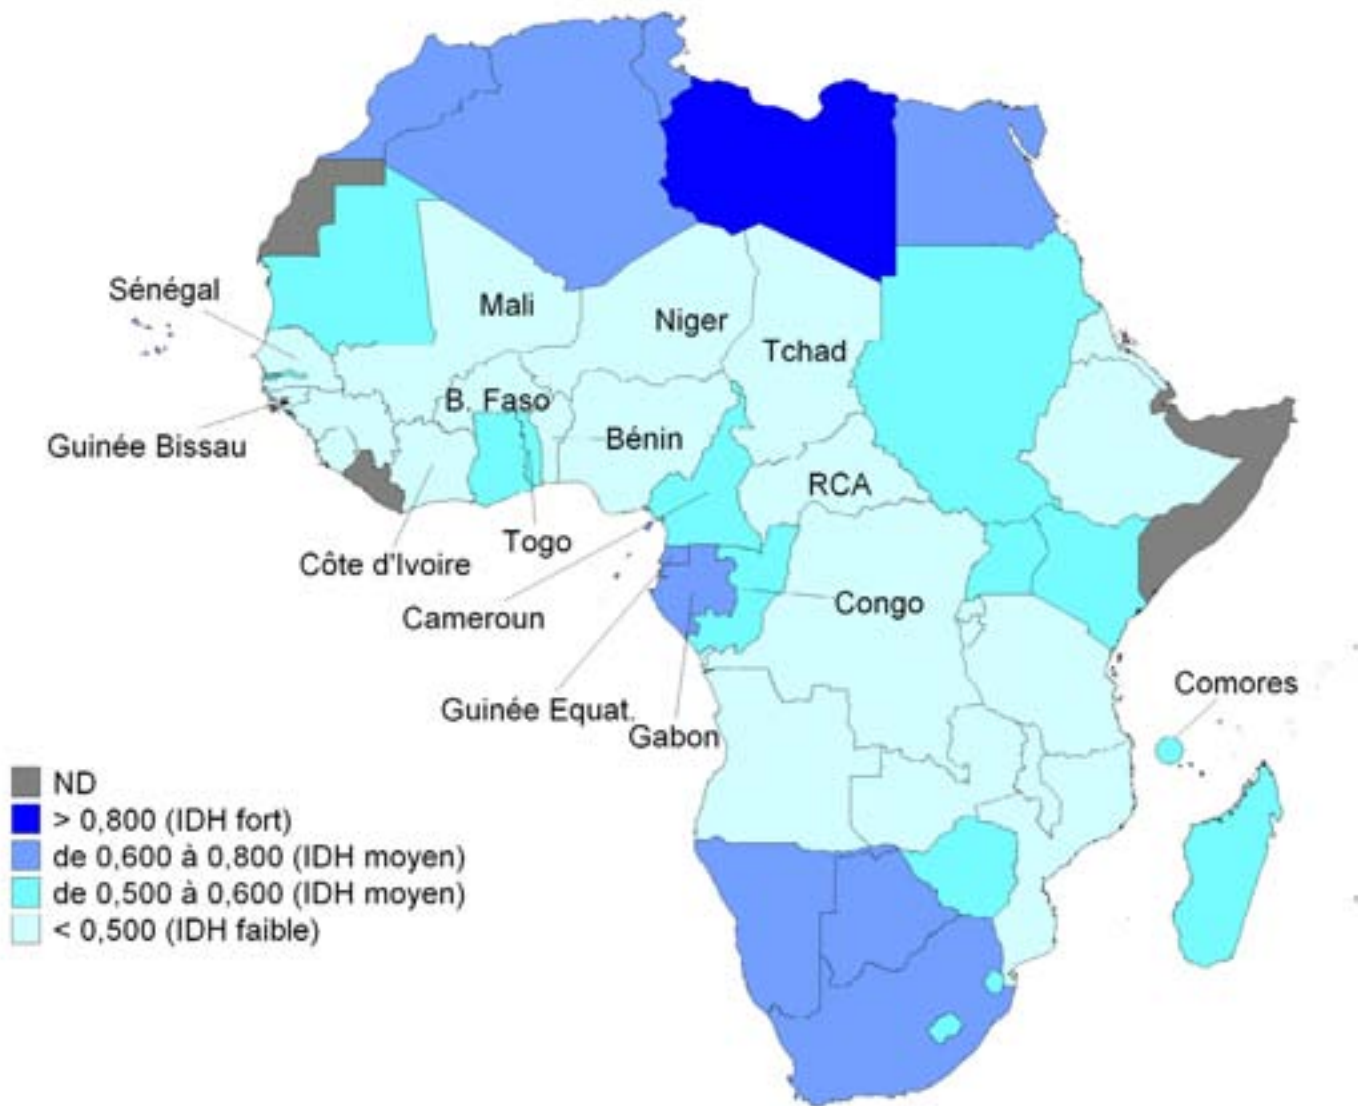 Sénégal
Mali
Niger
Tchad
B. Faso
Guinée Bissau
Bénin
RCA
Togo
Côte d'Ivoire
Cameroun
Congo
Comores
Guinée Equat.
Gabon
ND
> 0,800 (IDH fort)
de 0,600 à 0,800 (IDH moyen)
de 0,500 à 0,600 (IDH moyen)
< 0,500 (IDH faible)